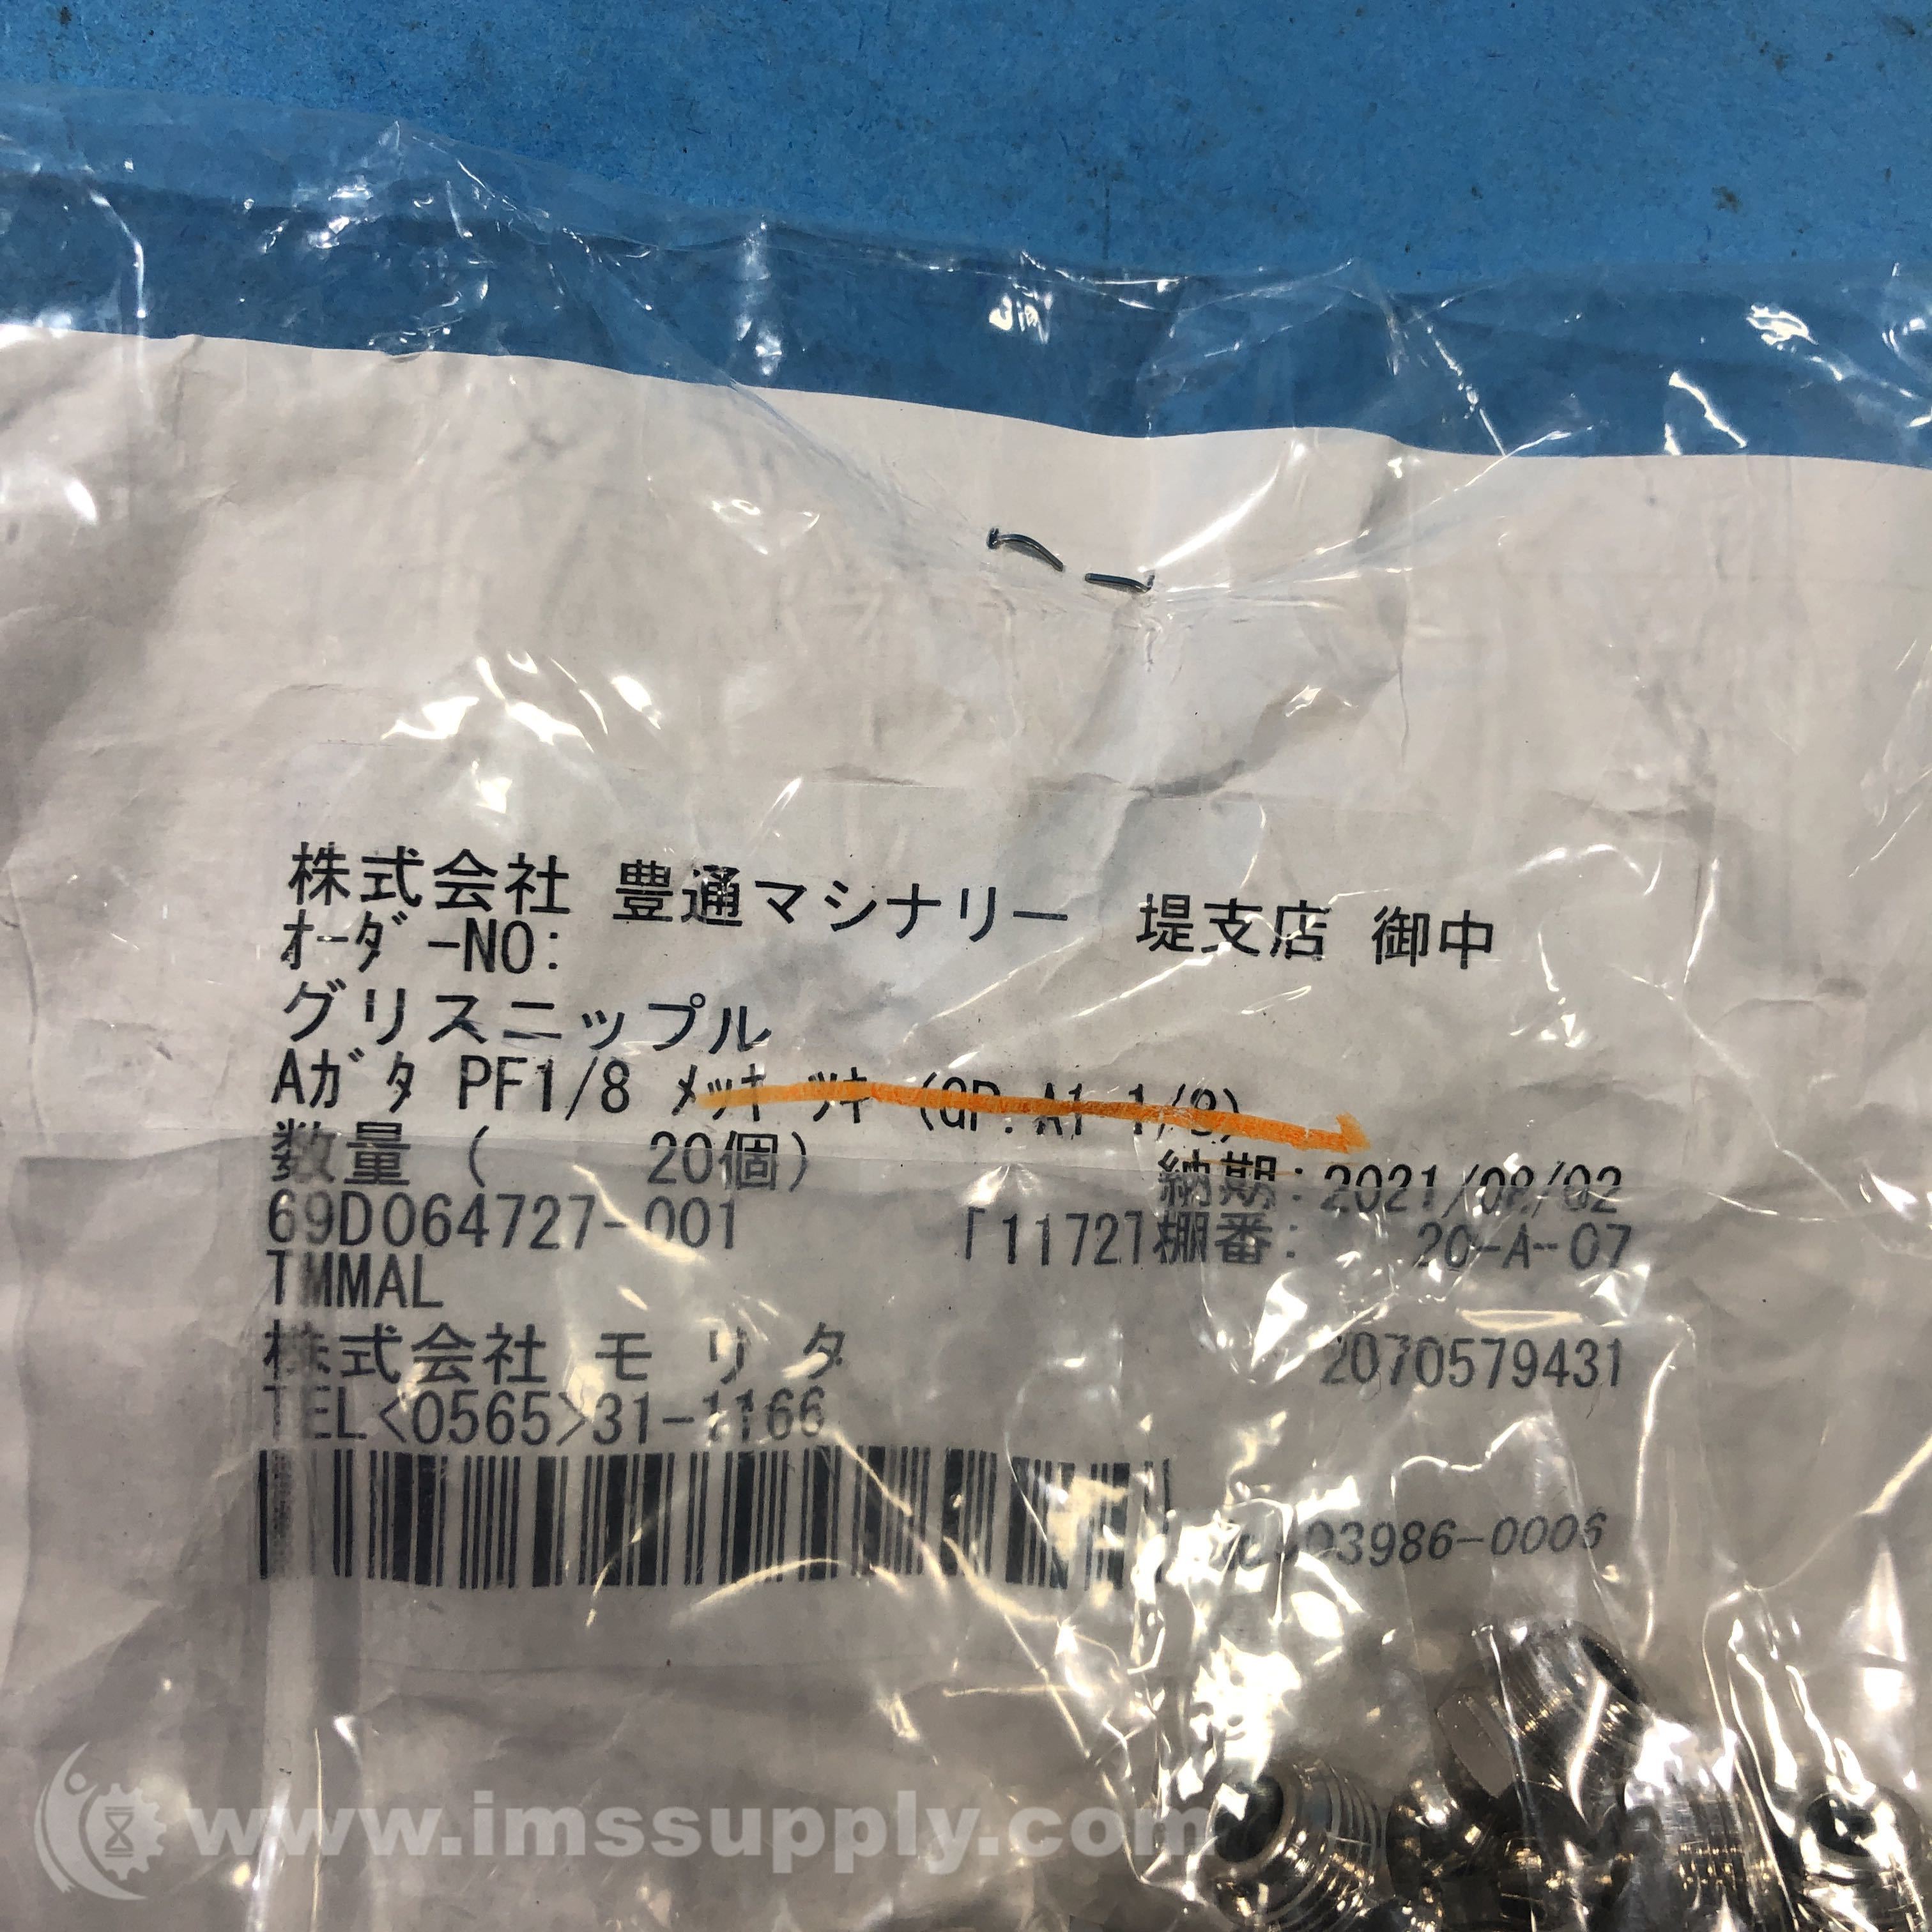 株式会社 豊通マシナリー 堤支店 御中
ｵｰﾀﾞｰNO:
グリスニップル
Aｶﾞﾀ PF1/8 ﾒｯｷ ﾂｷ (GP. A1 1/8)
数量 ( 20個)
納期: 2021/08/02
69D064727-001
｢11727 棚番: 20-A-07
TMMAL
株式会社 モリタ
2070579431
TEL<0565>31-1166
3986-0006
www.imssupply.com